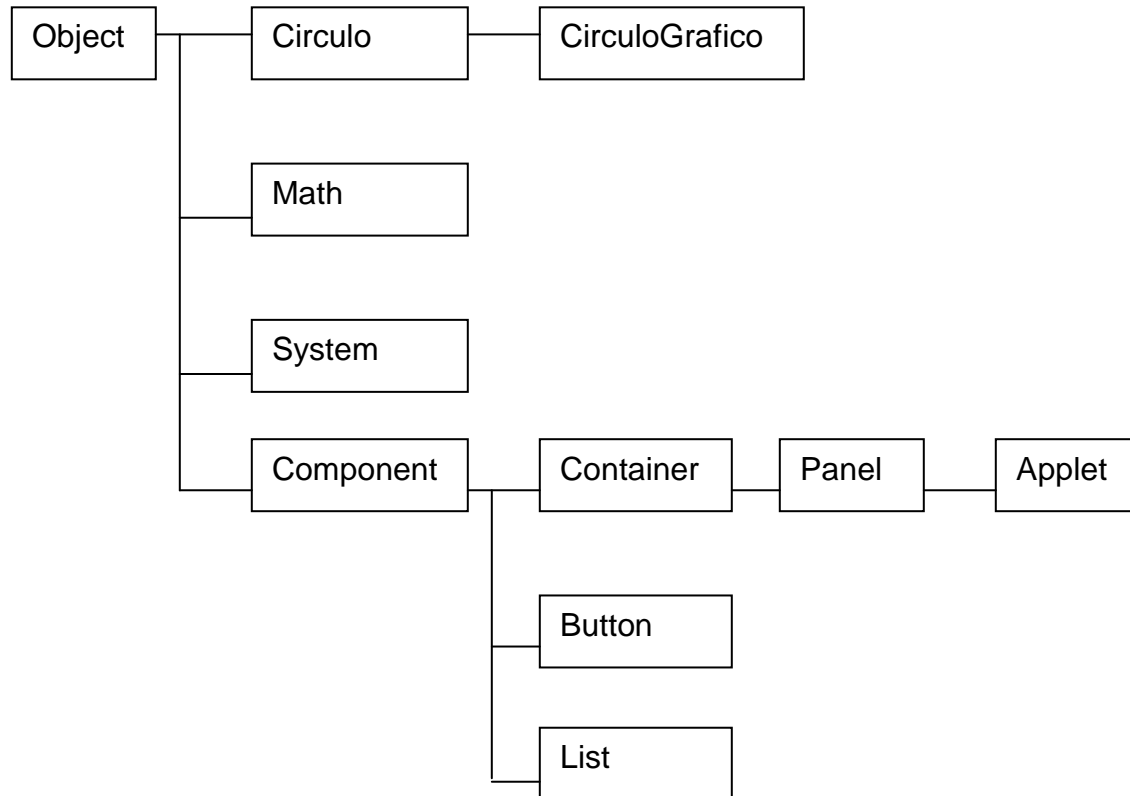 Object
Circulo
CirculoGrafico
Math
System
Component
Container
Panel
Applet
Button
List